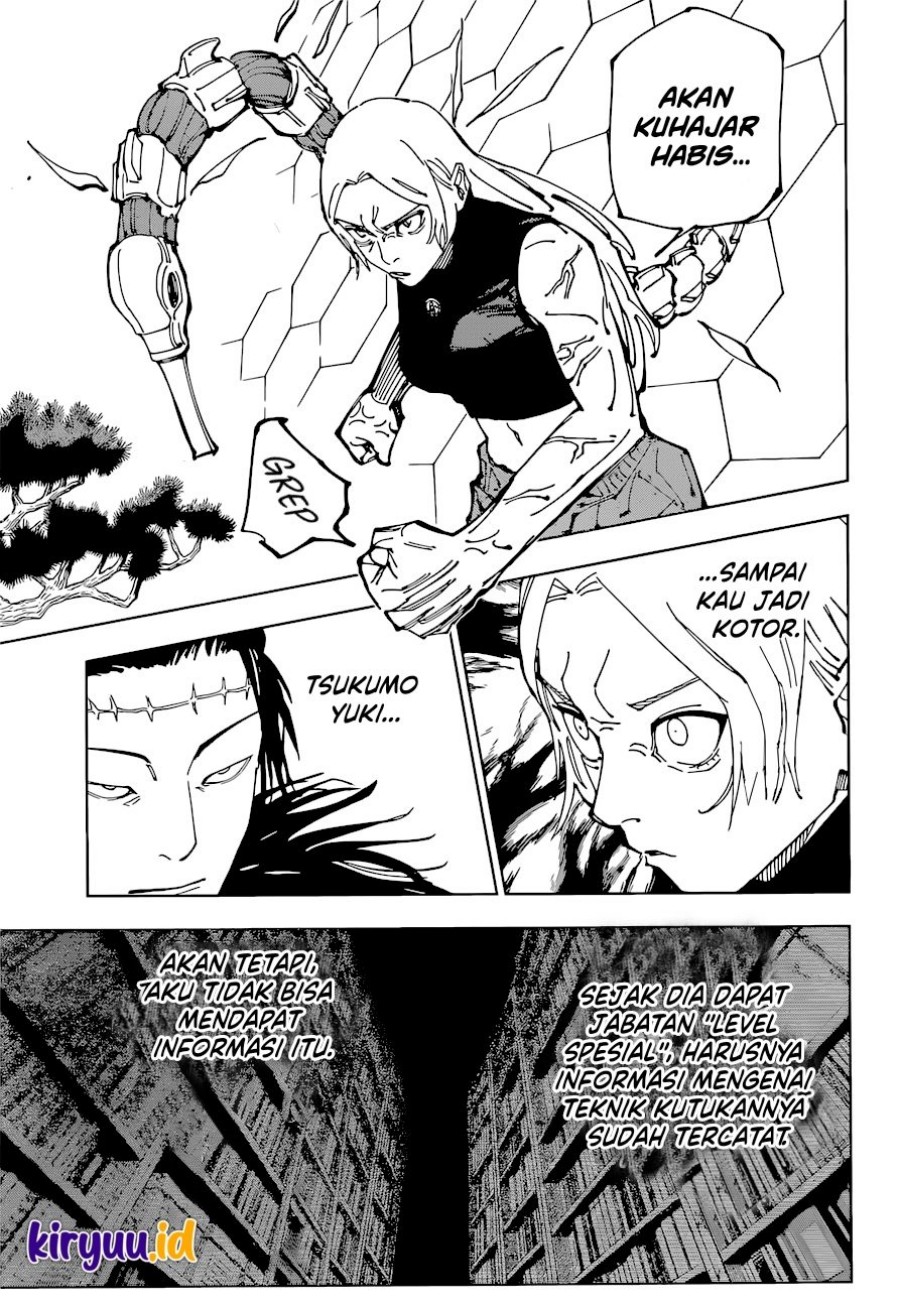 AKAN
KUHAJAR
HABIS...
GREP
...SAMPAI
KAU JADI
KOTOR.
TSUKUMO
YUKI...
SEJAK DIA DAPAT
JABATAN "LEVEL
SPESIAL", HARUSNYA
INFORMASI MENGENAI
TEKNIK KUTUKANNYA
SUDAH TERCATAT.
AKAN TETAPI,
AKU TIDAK BISA
MENDAPAT
INFORMASI ITU.
kiryuu.id